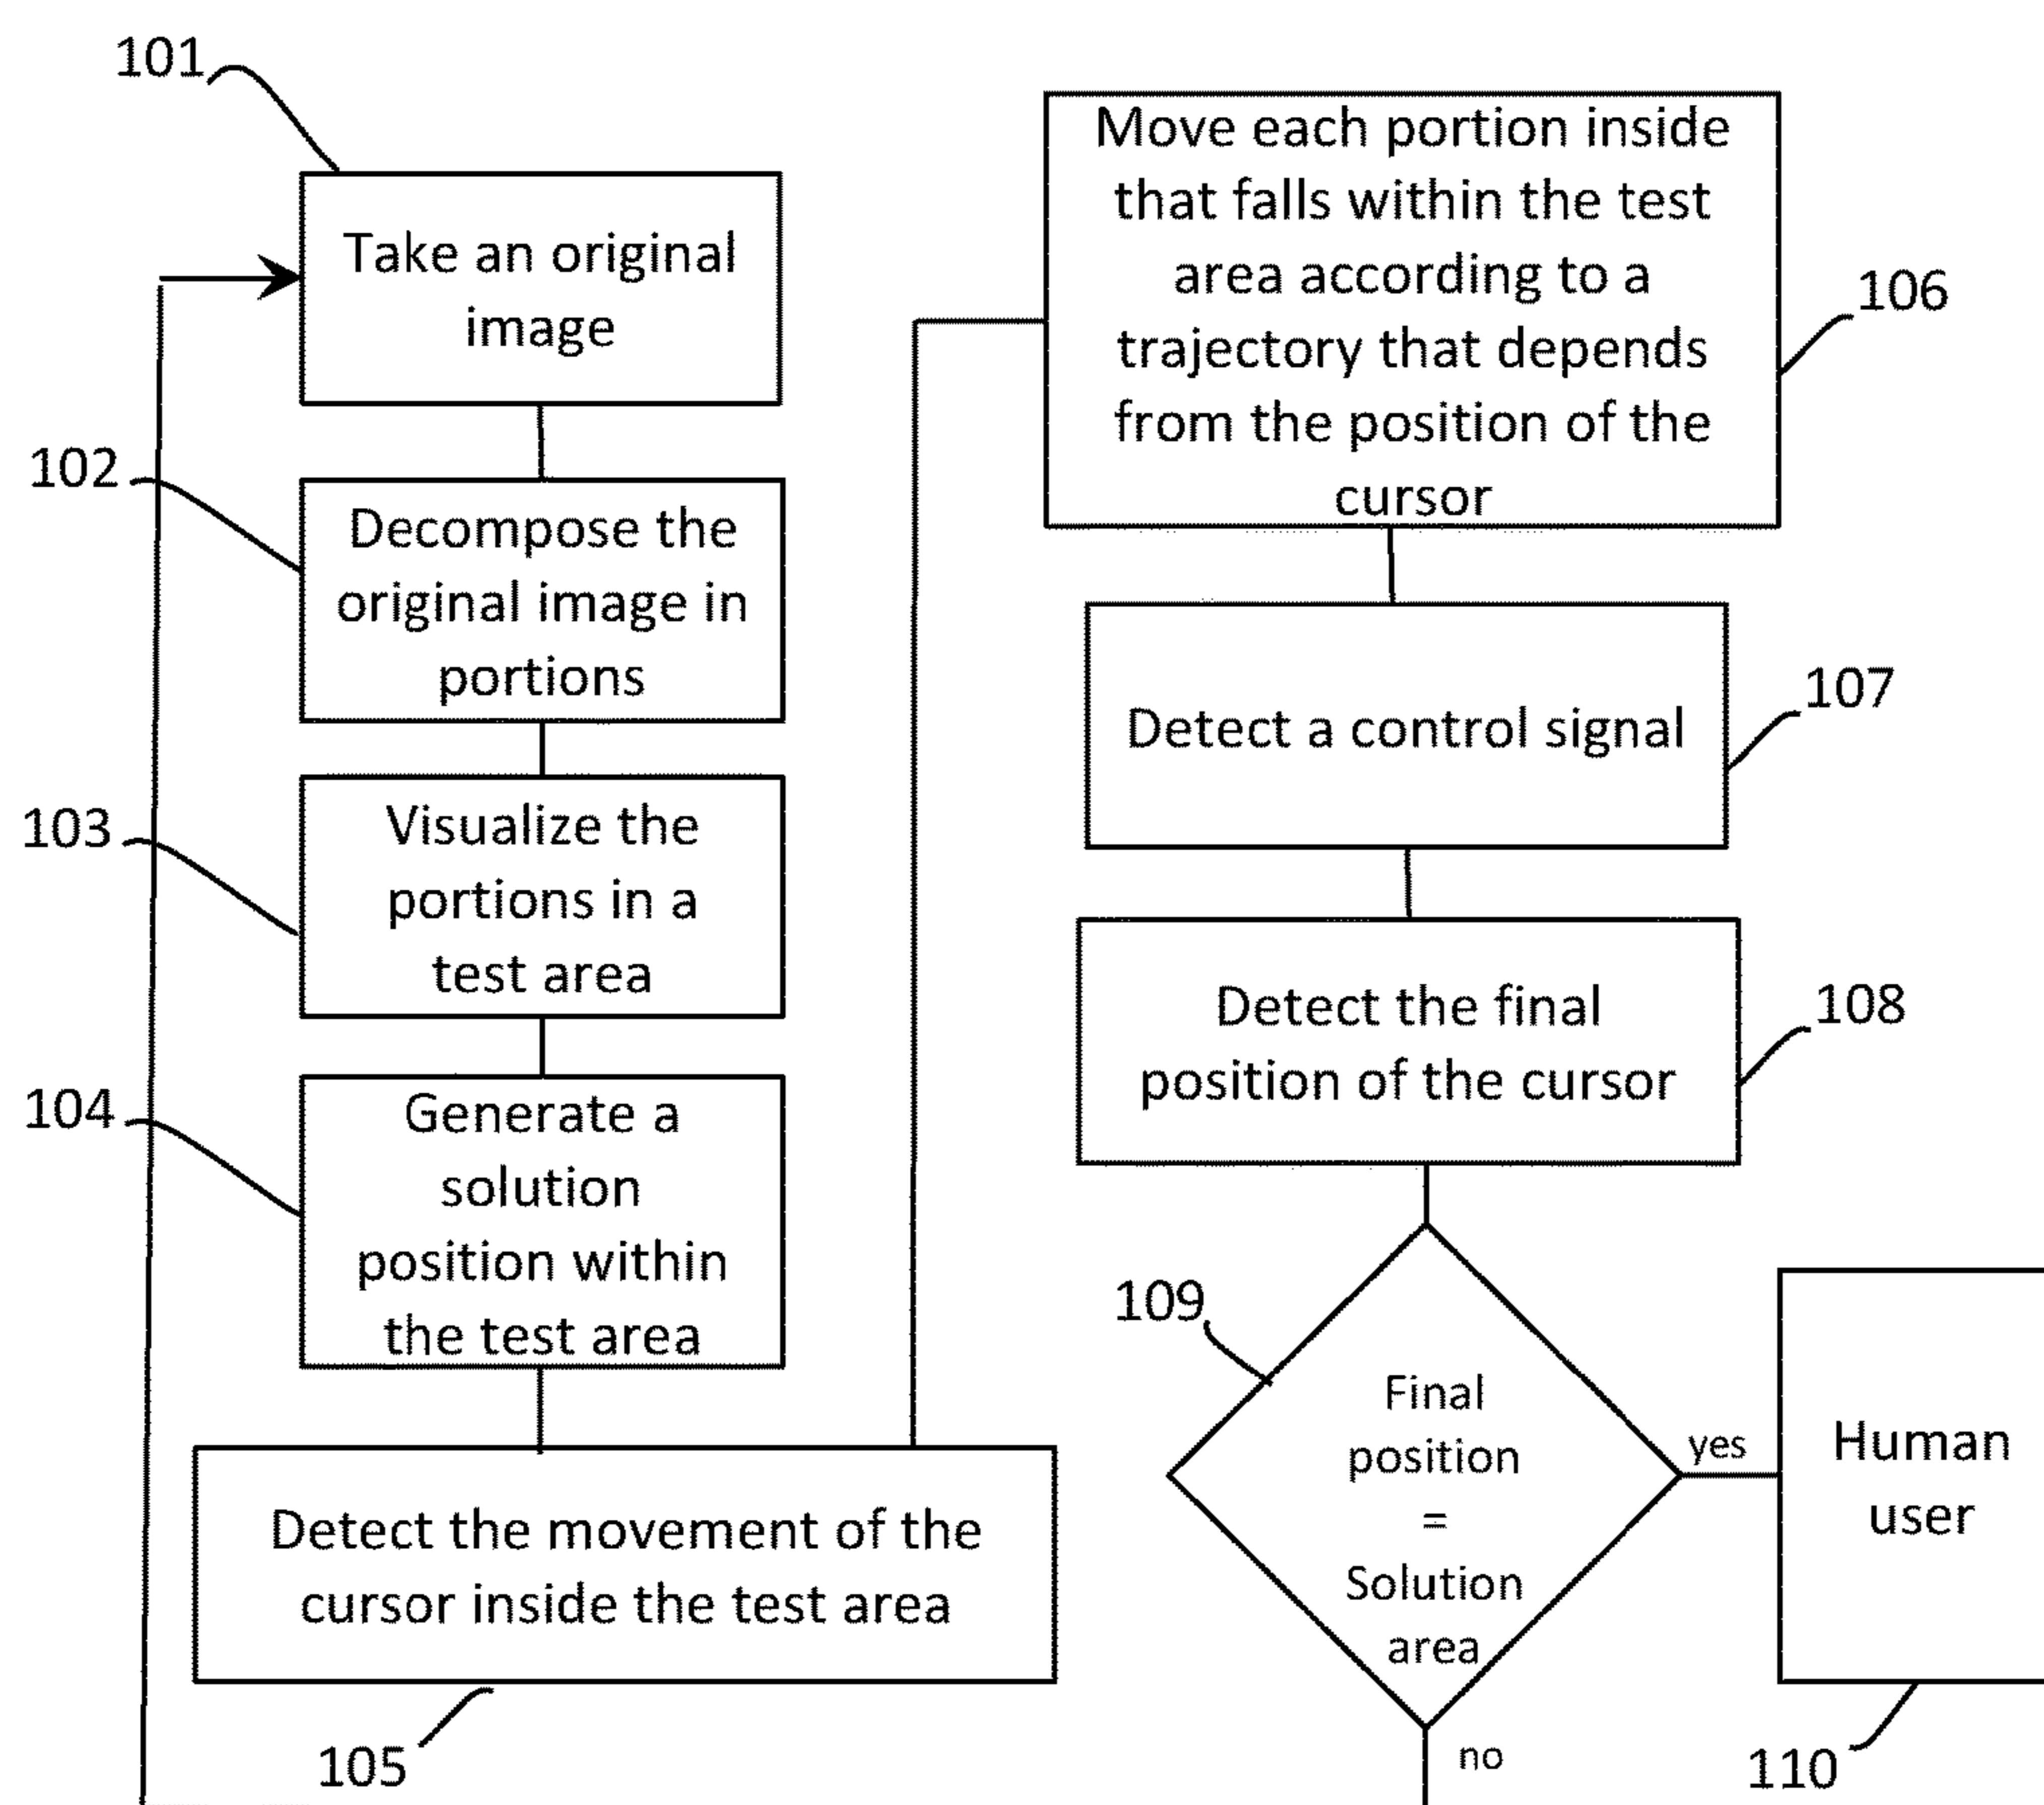 101
Take an original
image
102
Decompose the
original image in
portions
103
Visualize the
portions in a
test area
104
Generate a
solution
position within
the test area
Detect the movement of the
cursor inside the test area
105
Move each portion inside
that falls within the test
area according to a
trajectory that depends
from the position of the
cursor
106
Detect a control signal
107
Detect the final
position of the cursor
108
109
Final
position
=
Solution
area
yes
no
Human
user
110